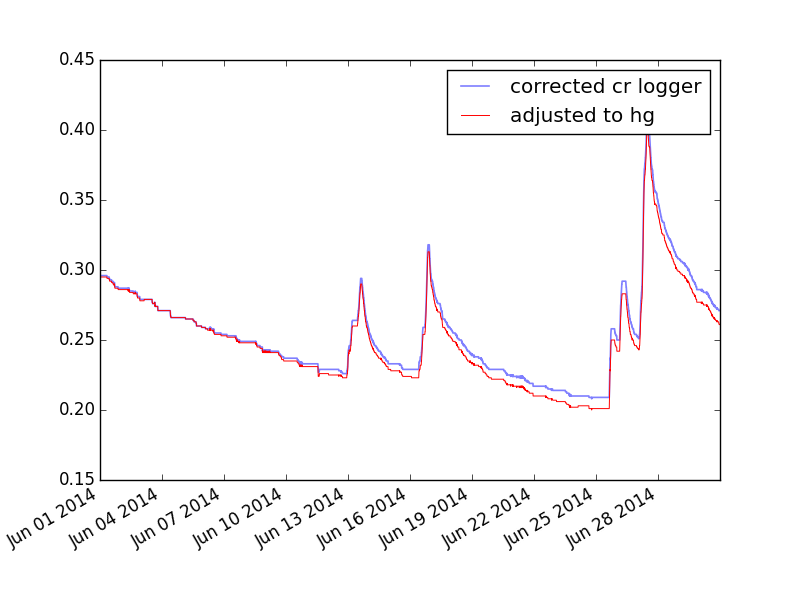 0.45
0.40
0.35
0.30
0.25
0.20
0.15
corrected cr logger
adjusted to hg
Jun 01 2014
Jun 04 2014
Jun 07 2014
Jun 10 2014
Jun 13 2014
Jun 16 2014
Jun 19 2014
Jun 22 2014
Jun 25 2014
Jun 28 2014